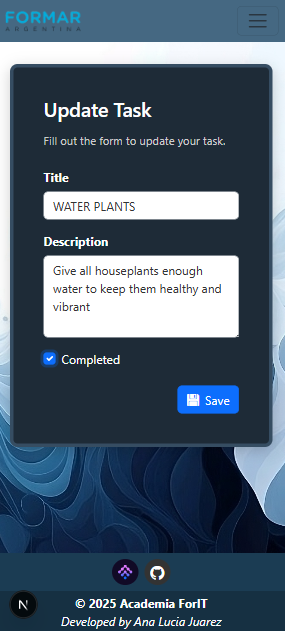 FORMAR
ARGENTINA
Update Task
Fill out the form to update your task.
Title
WATER PLANTS
Description
Give all houseplants enough
water to keep them healthy and
vibrant
Completed
Save
N
© 2025 Academia ForIT
Developed by Ana Lucia Juarez